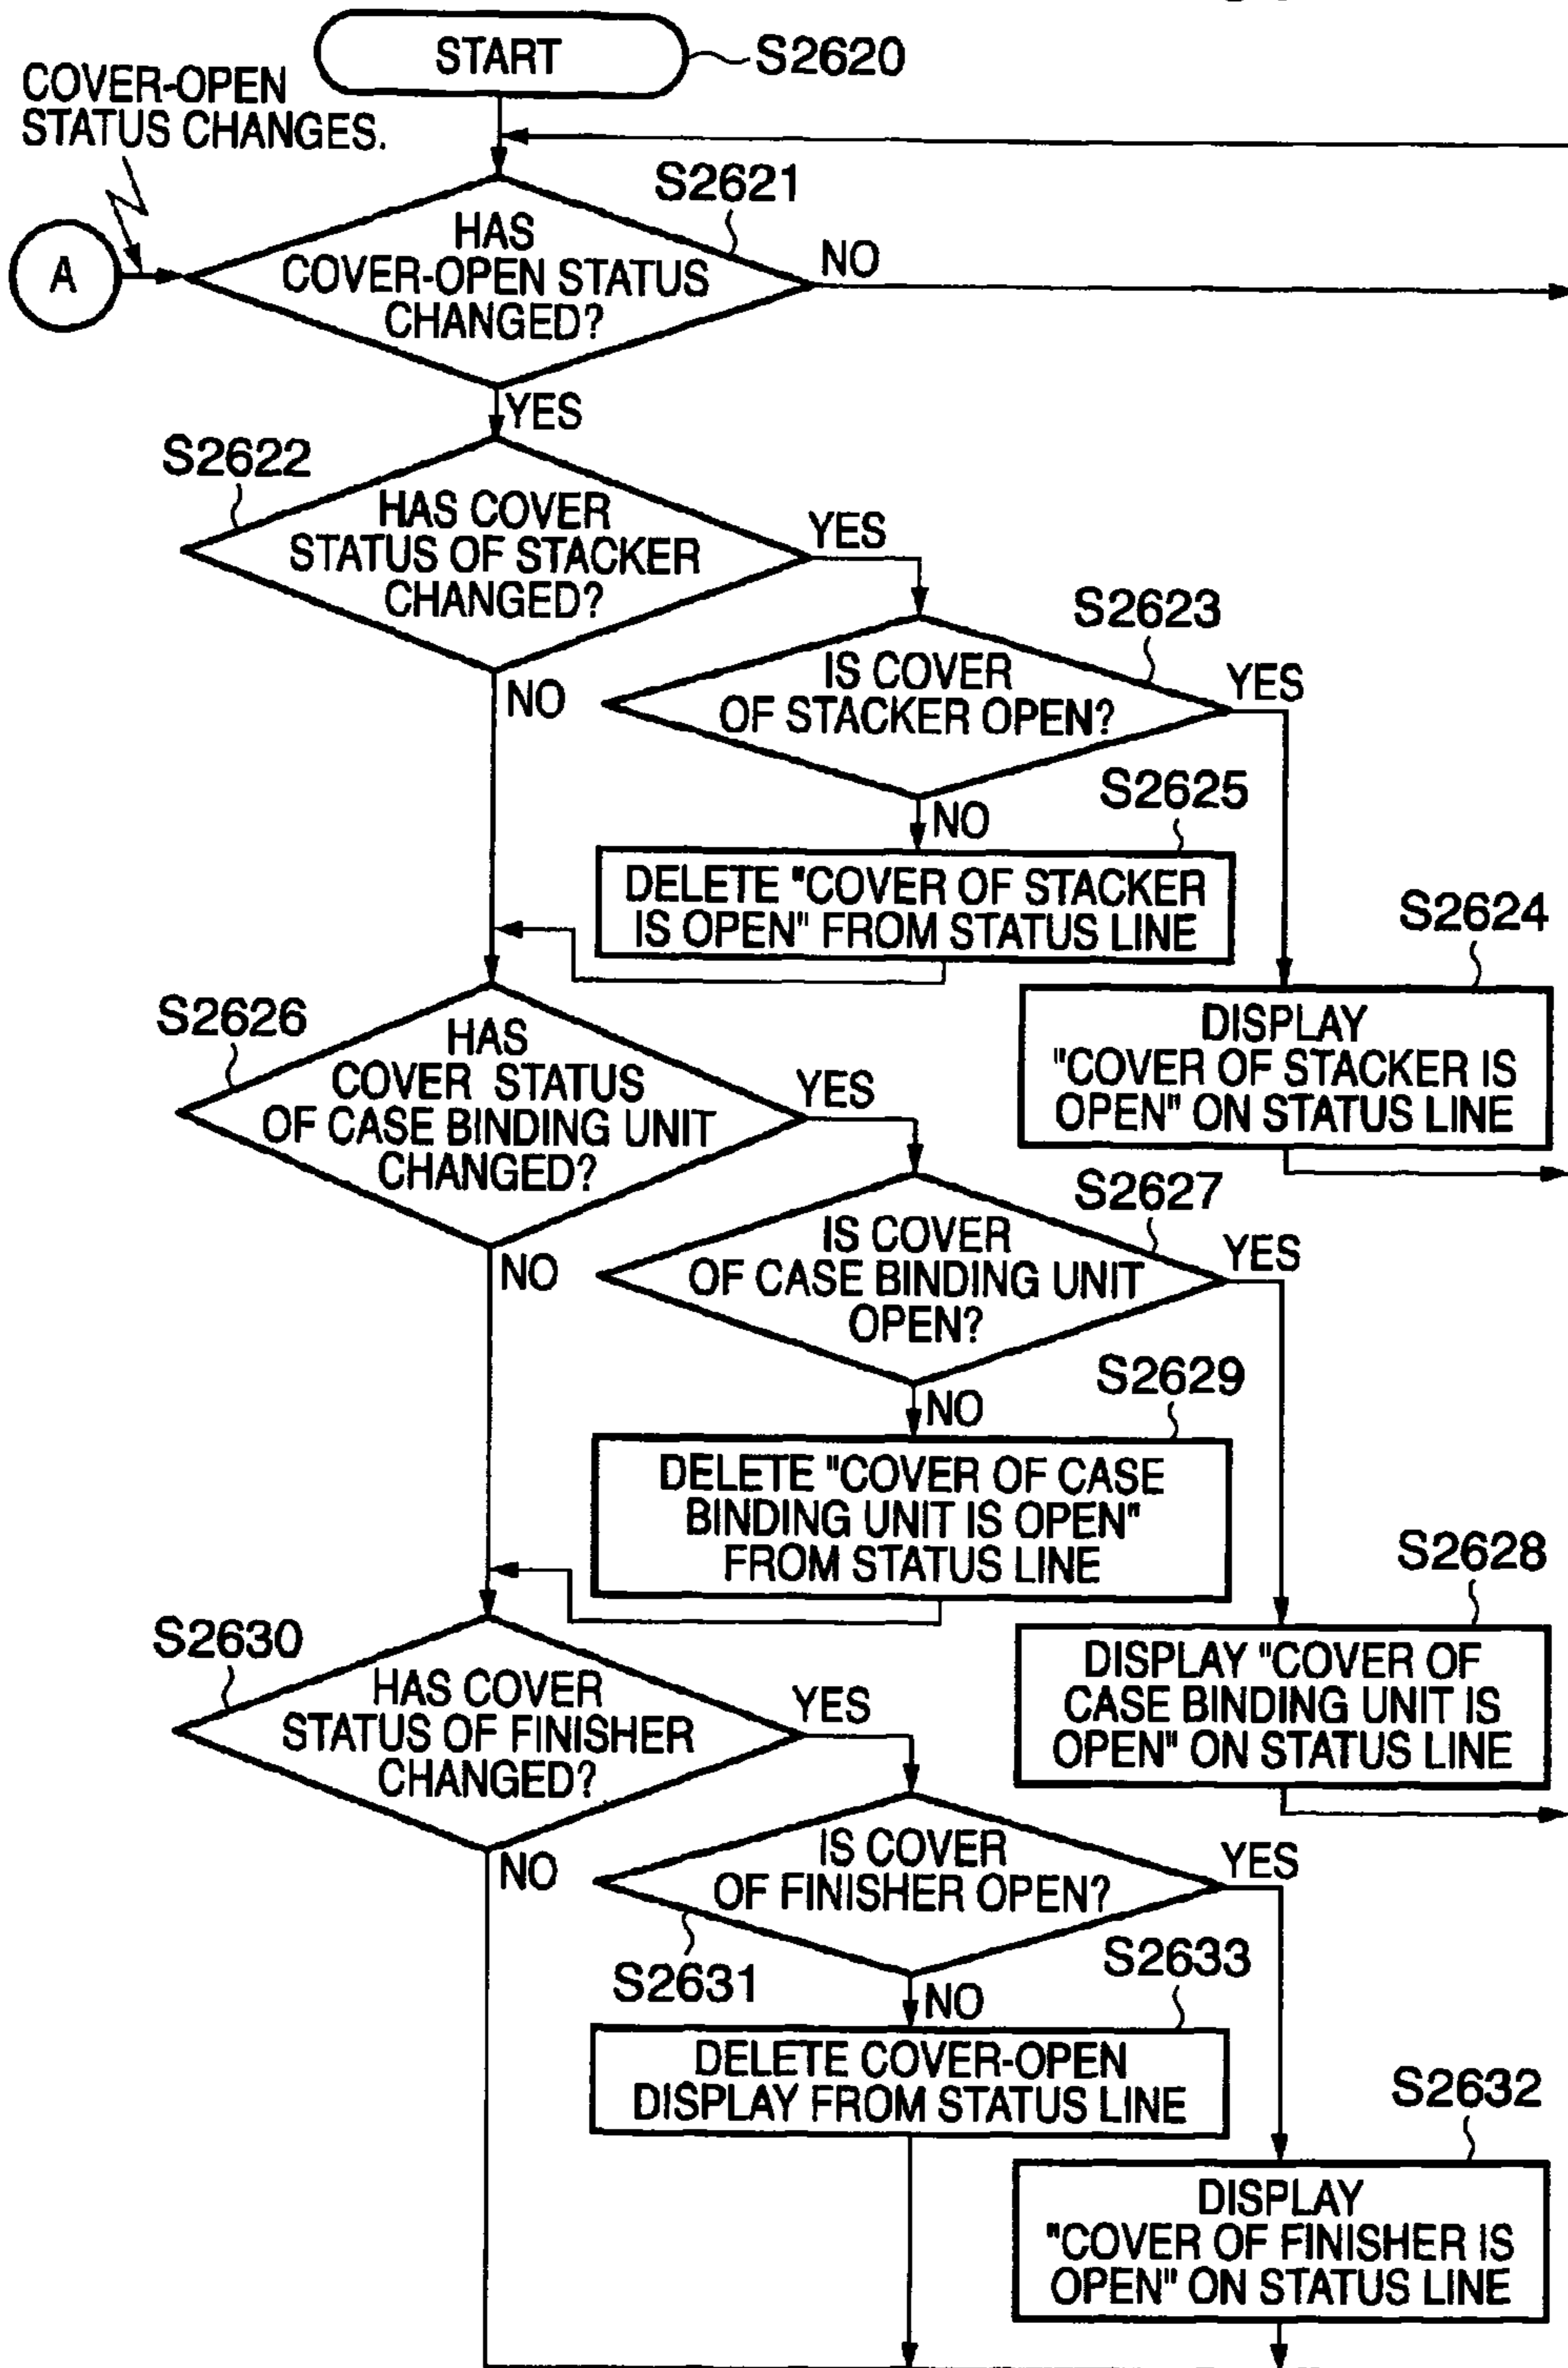 START
S2620
COVER-OPEN
STATUS CHANGES.
S2621
A
HAS
COVER-OPEN STATUS
CHANGED?
NO
YES
S2622
HAS COVER
STATUS OF STACKER
CHANGED?
YES
NO
S2623
IS COVER
OF STACKER OPEN?
YES
NO
S2625
DELETE "COVER OF STACKER
IS OPEN" FROM STATUS LINE
S2624
DISPLAY
"COVER OF STACKER IS
OPEN" ON STATUS LINE
S2626
HAS
COVER STATUS
OF CASE BINDING UNIT
CHANGED?
YES
NO
S2627
IS COVER
OF CASE BINDING UNIT
OPEN?
YES
NO
S2629
DELETE "COVER OF CASE
BINDING UNIT IS OPEN"
FROM STATUS LINE
S2628
DISPLAY "COVER OF
CASE BINDING UNIT IS
OPEN" ON STATUS LINE
S2630
HAS COVER
STATUS OF FINISHER
CHANGED?
YES
NO
IS COVER
OF FINISHER OPEN?
YES
S2631
NO
S2633
DELETE COVER-OPEN
DISPLAY FROM STATUS LINE
S2632
DISPLAY
"COVER OF FINISHER IS
OPEN" ON STATUS LINE